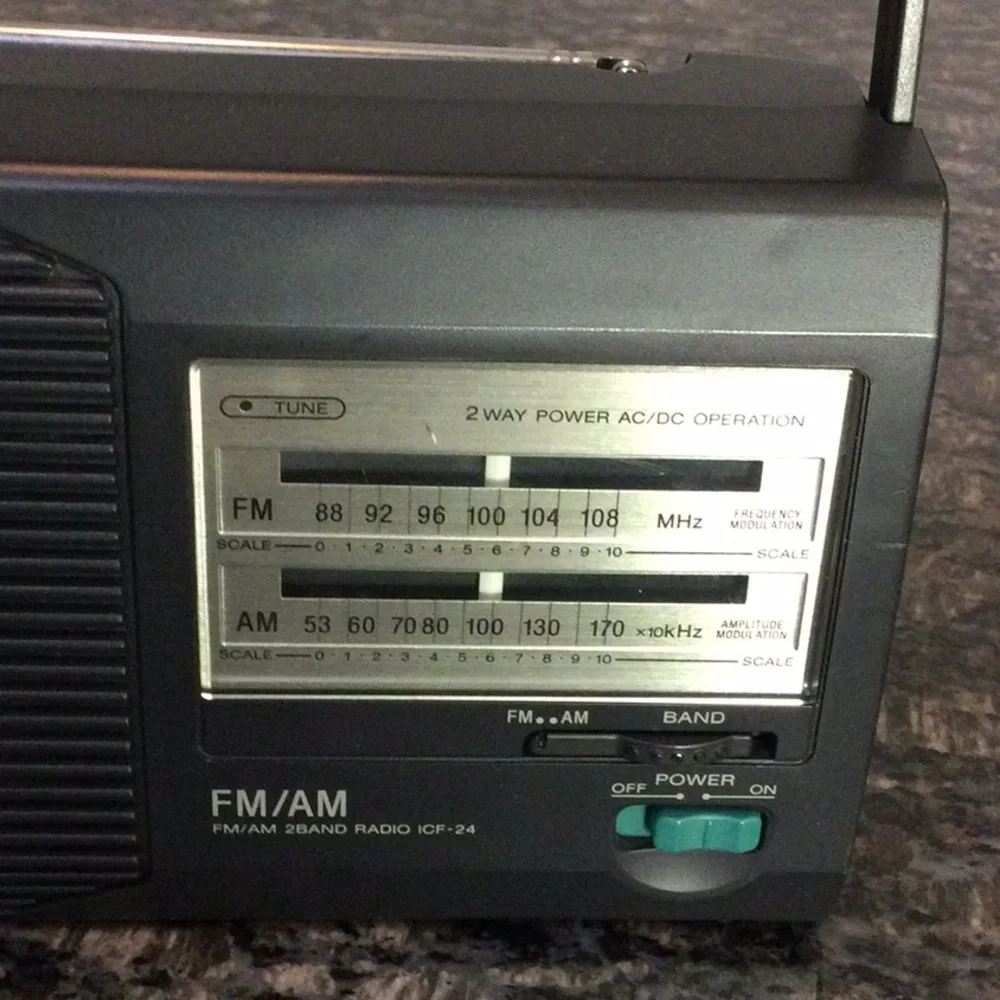 TUNE
2 WAY POWER AC/DC OPERATION
FM 88 92 96 100 104 108 MHz FREQUENCY MODULATION
SCALE 0 · 1 · 2 · 3 · 4 · 5 · 6 · 7 · 8 · 9 · 10 SCALE
AM 53 60 70 80 100 130 170 ×10kHz AMPLITUDE MODULATION
SCALE 0 · 1 · 2 · 3 · 4 · 5 · 6 · 7 · 8 · 9 · 10 SCALE
FM●●AM BAND
OFF POWER ON
FM/AM
FM/AM 2BAND RADIO ICF-24